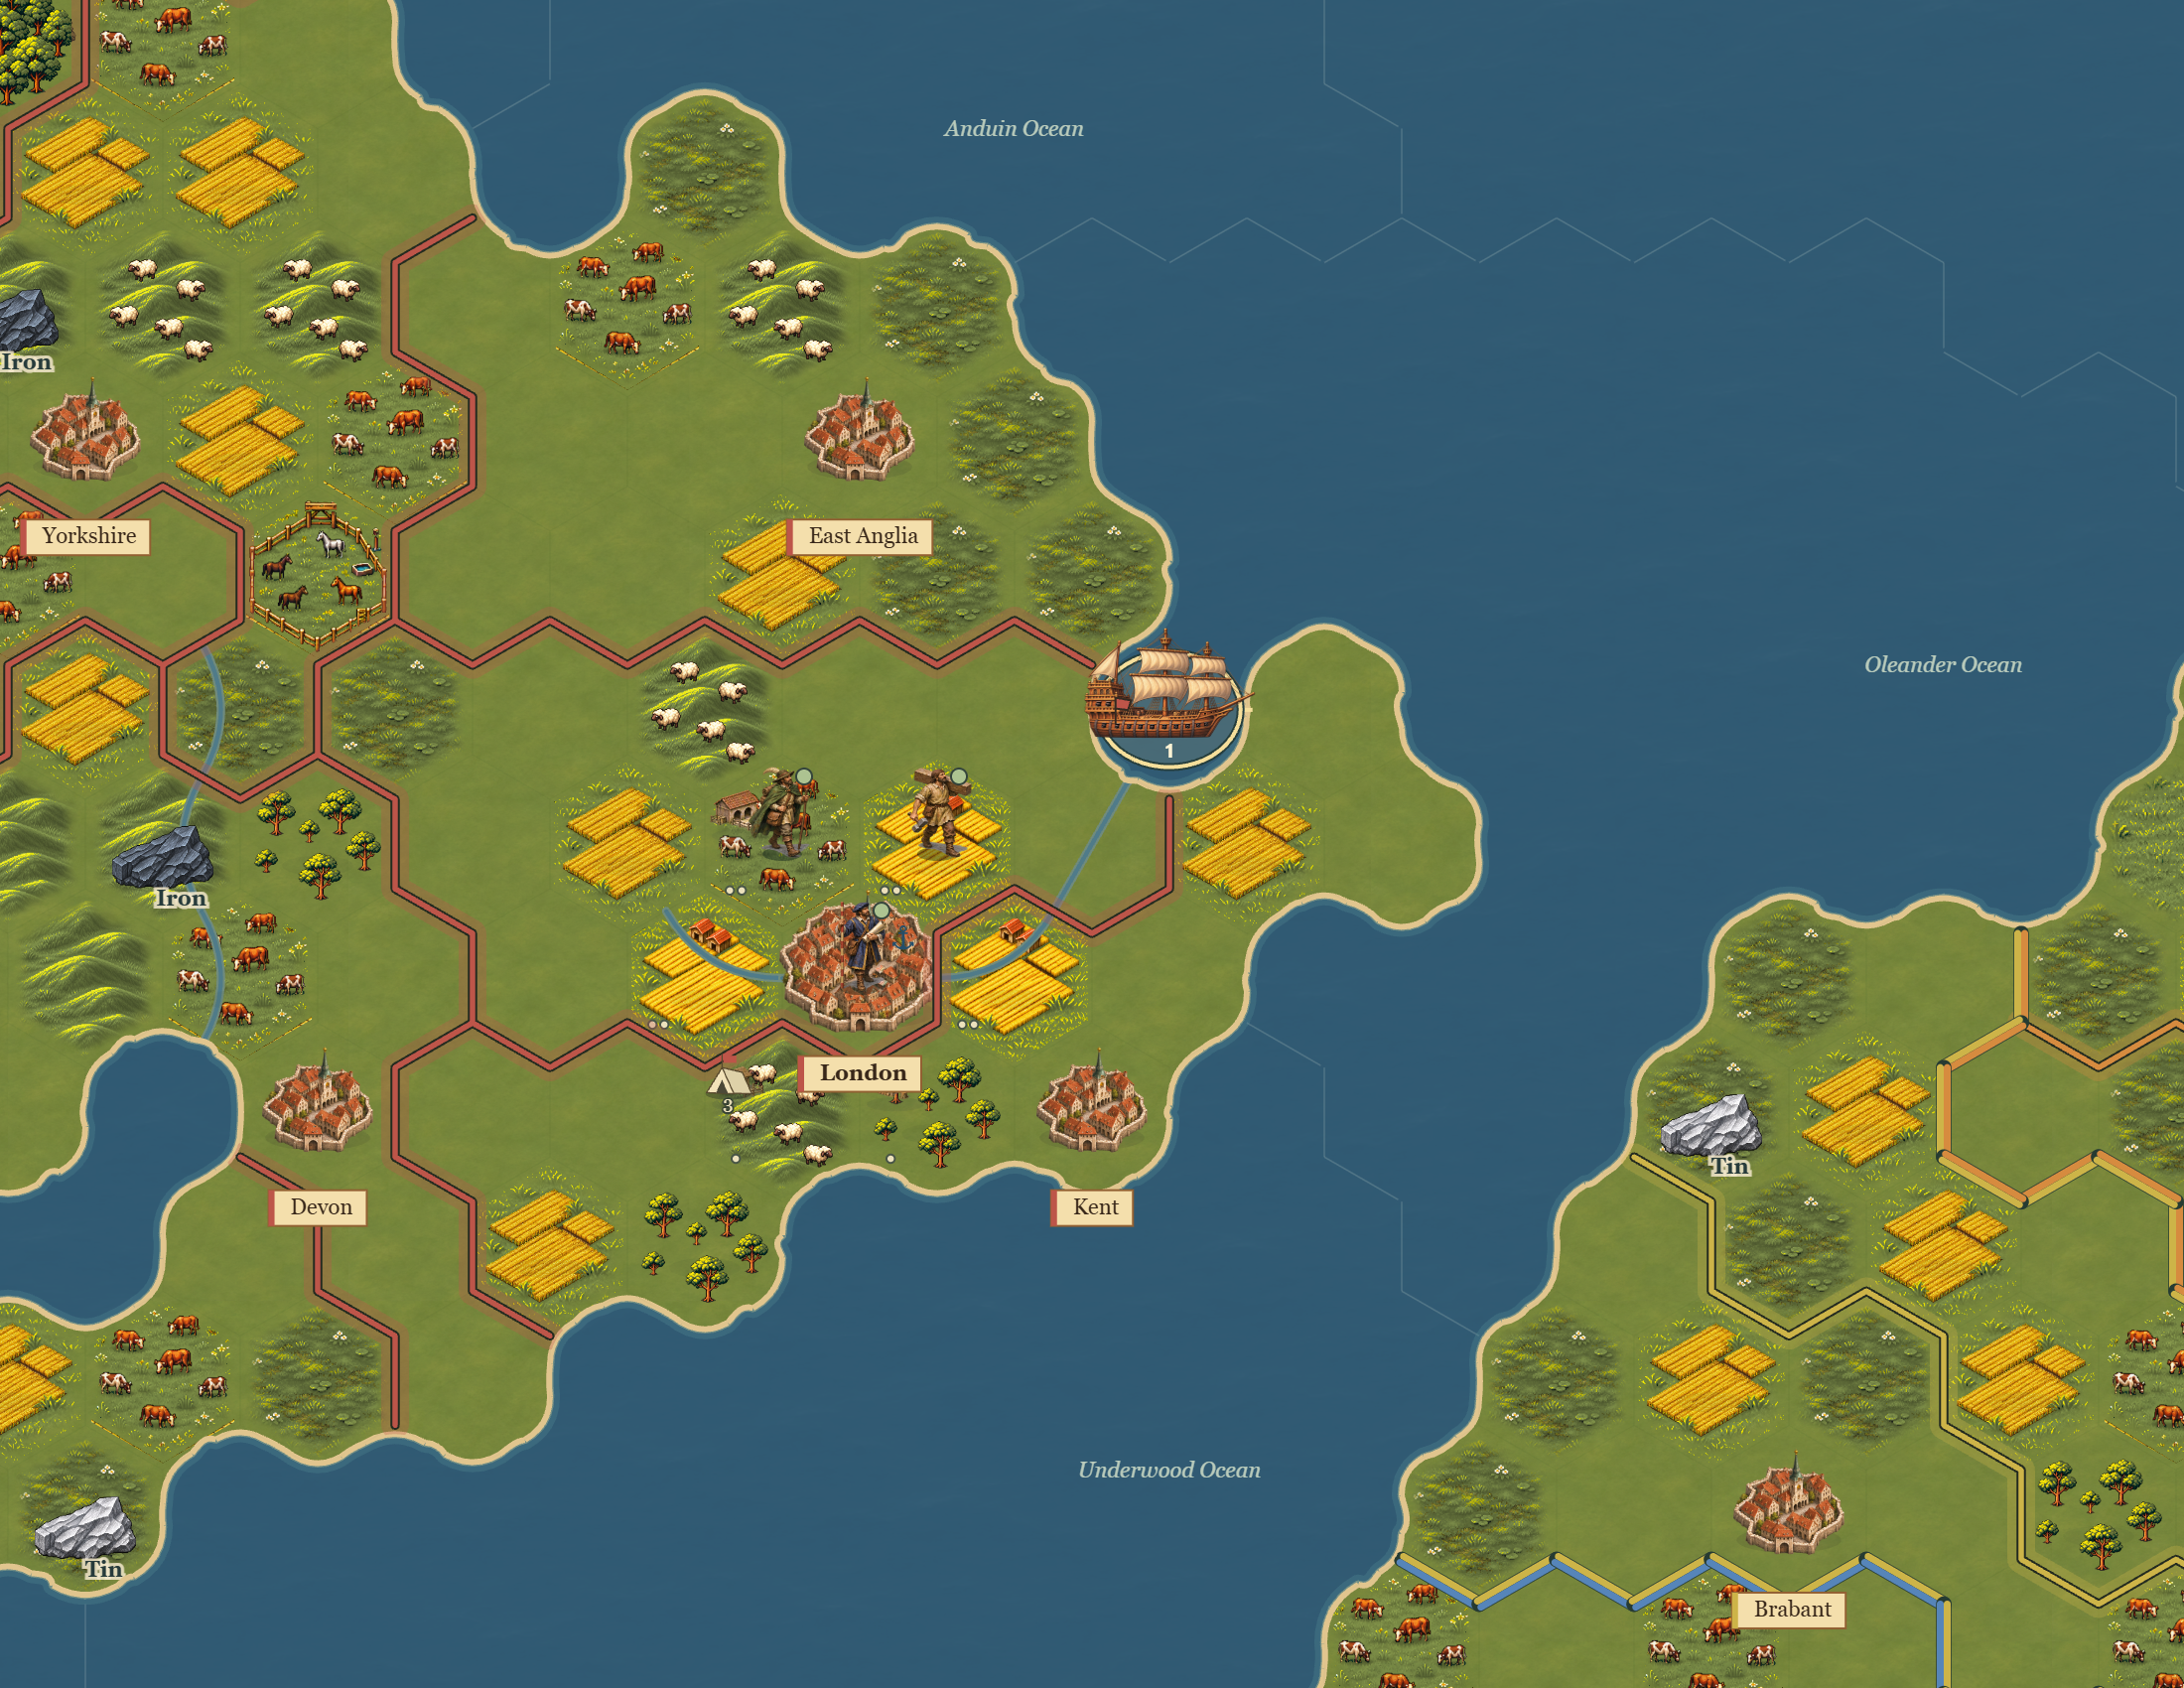 Anduin Ocean
Iron
Yorkshire
East Anglia
Oleander Ocean
1
Iron
London
3
Tin
Devon
Kent
Underwood Ocean
Tin
Brabant